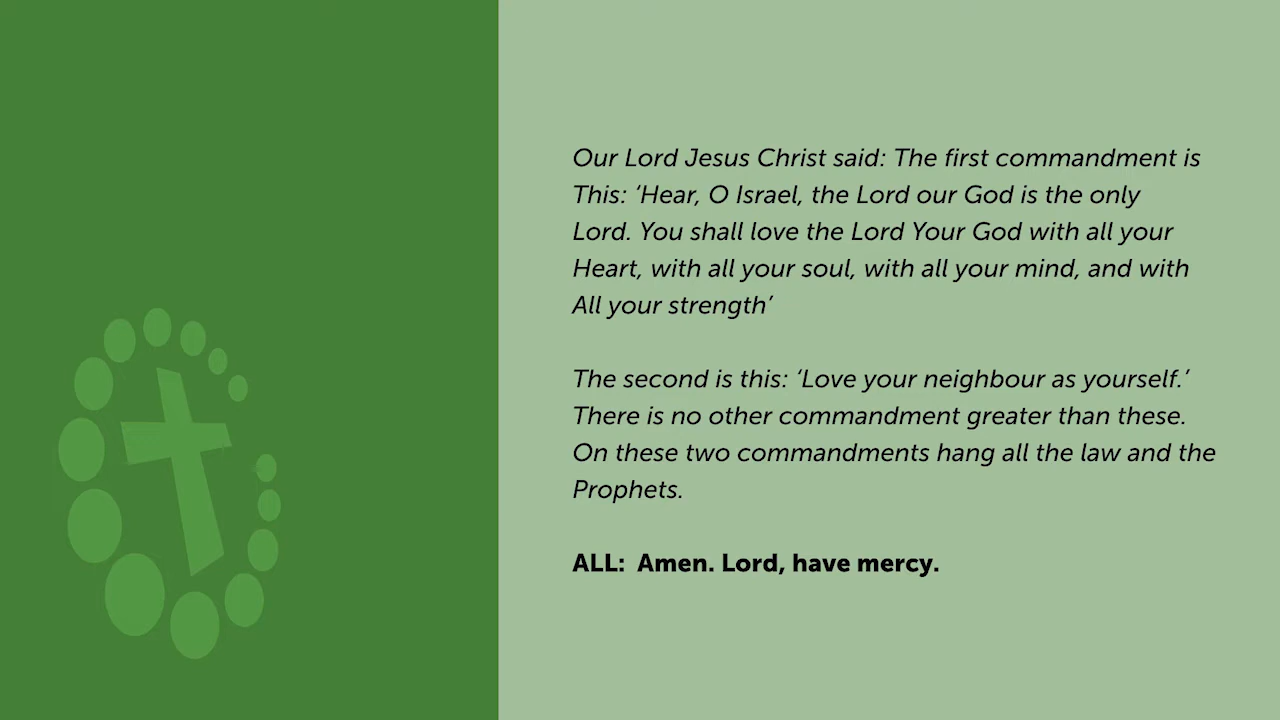 Our Lord Jesus Christ said: The first commandment is
This: ‘Hear, O Israel, the Lord our God is the only
Lord. You shall love the Lord Your God with all your
Heart, with all your soul, with all your mind, and with
All your strength’
The second is this: ‘Love your neighbour as yourself.’
There is no other commandment greater than these.
On these two commandments hang all the law and the
Prophets.
ALL:  Amen. Lord, have mercy.